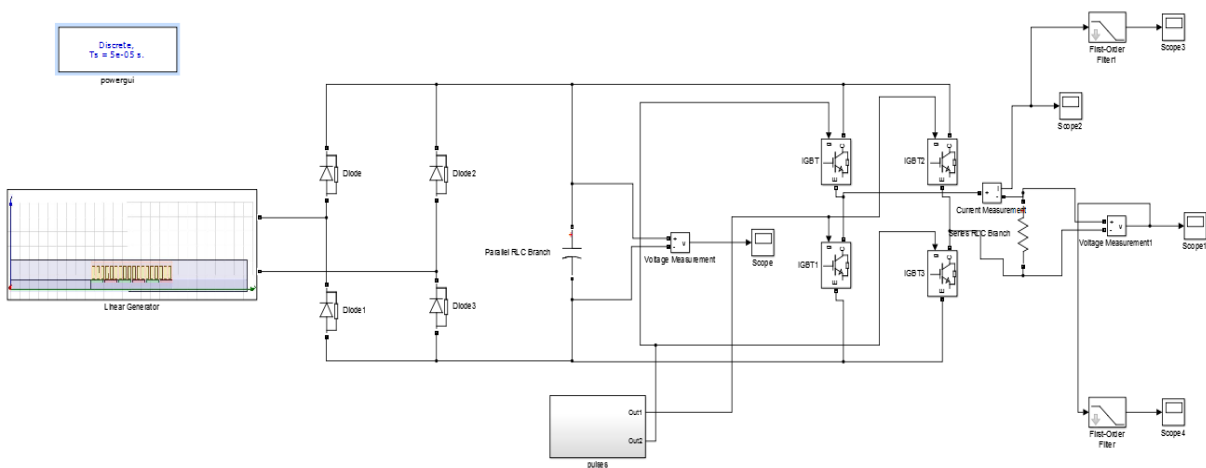 Discrete,
Ts = 5e-05 s.
powergui
Linear Generator
Diode
Diode2
Diode1
Diode3
Parallel RLC Branch
+
+
-
v
Voltage Measurement
Scope
IGBT
C
E
IGBT2
C
E
IGBT1
C
E
IGBT3
C
E
+
-
i
Current Measurement
Series RLC Branch
+
+
-
v
Voltage Measurement1
Scope1
Scope2
First-Order
Filter1
Scope3
First-Order
Filter
Scope4
Out1
Out2
pulses